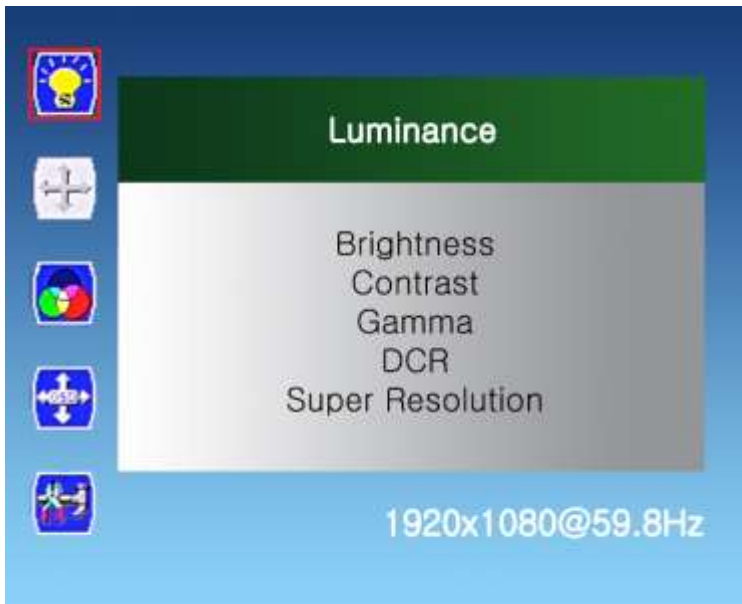 Luminance
Brightness
Contrast
Gamma
DCR
Super Resolution
1920x1080@59.8Hz